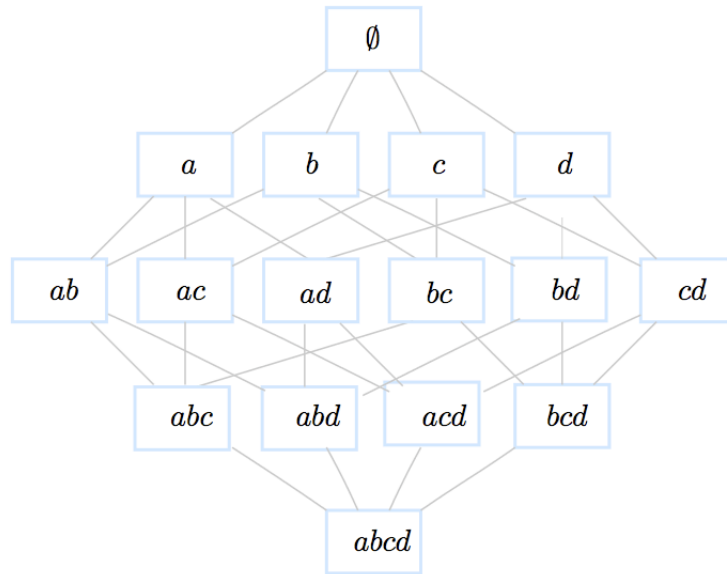 ∅
a b c d
ab ac ad bc bd cd
abc abd acd bcd
abcd